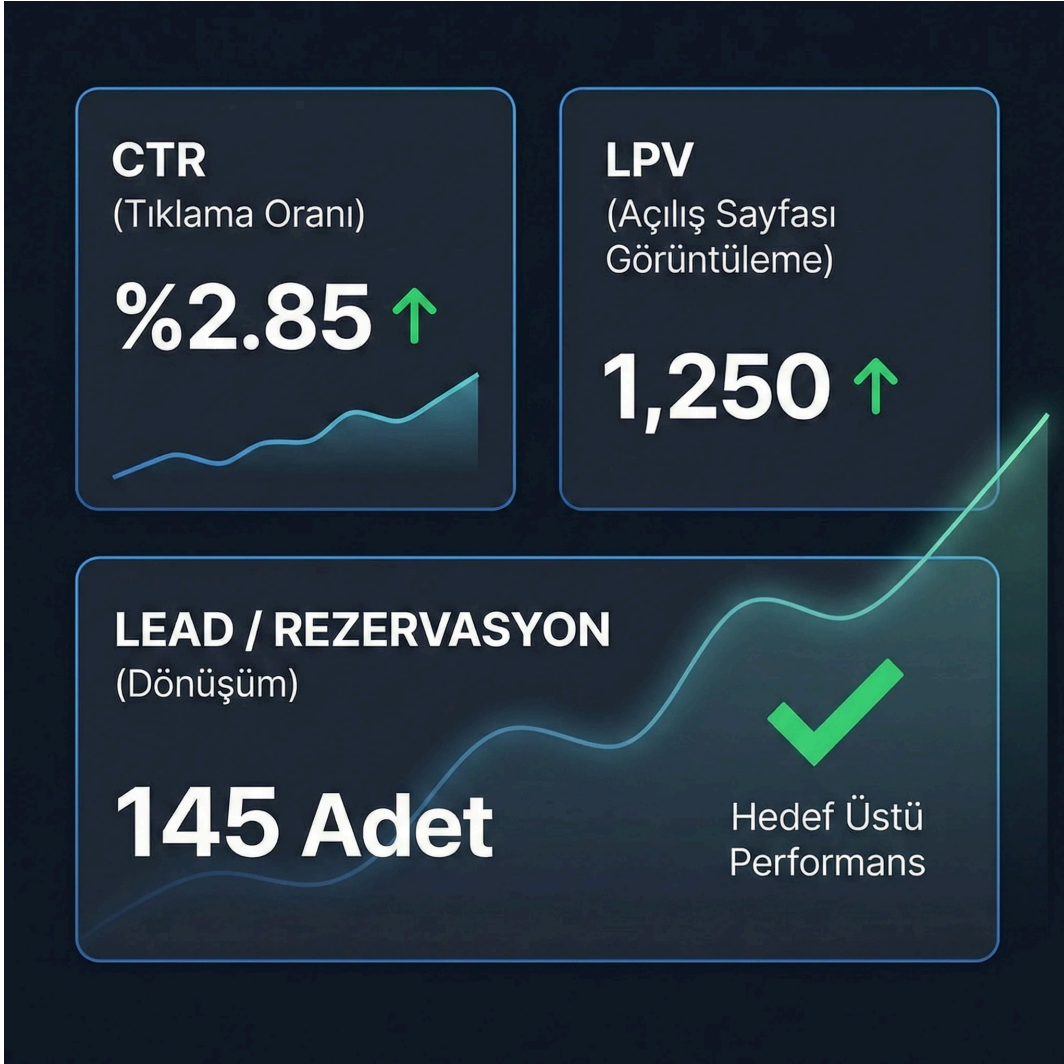 CTR
(Tıklama Oranı)
%2.85
LPV
(Açılış Sayfası
Görüntüleme)
1,250
LEAD / REZERVASYON
(Dönüşüm)
145 Adet
Hedef Üstü
Performans